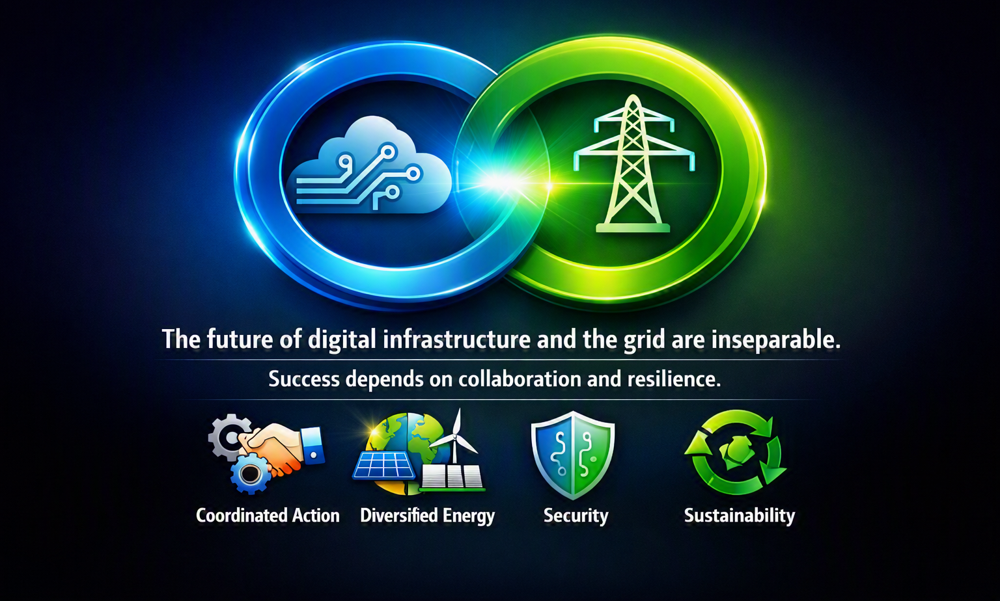 The future of digital infrastructure and the grid are inseparable.
Success depends on collaboration and resilience.
Coordinated Action
Diversified Energy
Security
Sustainability